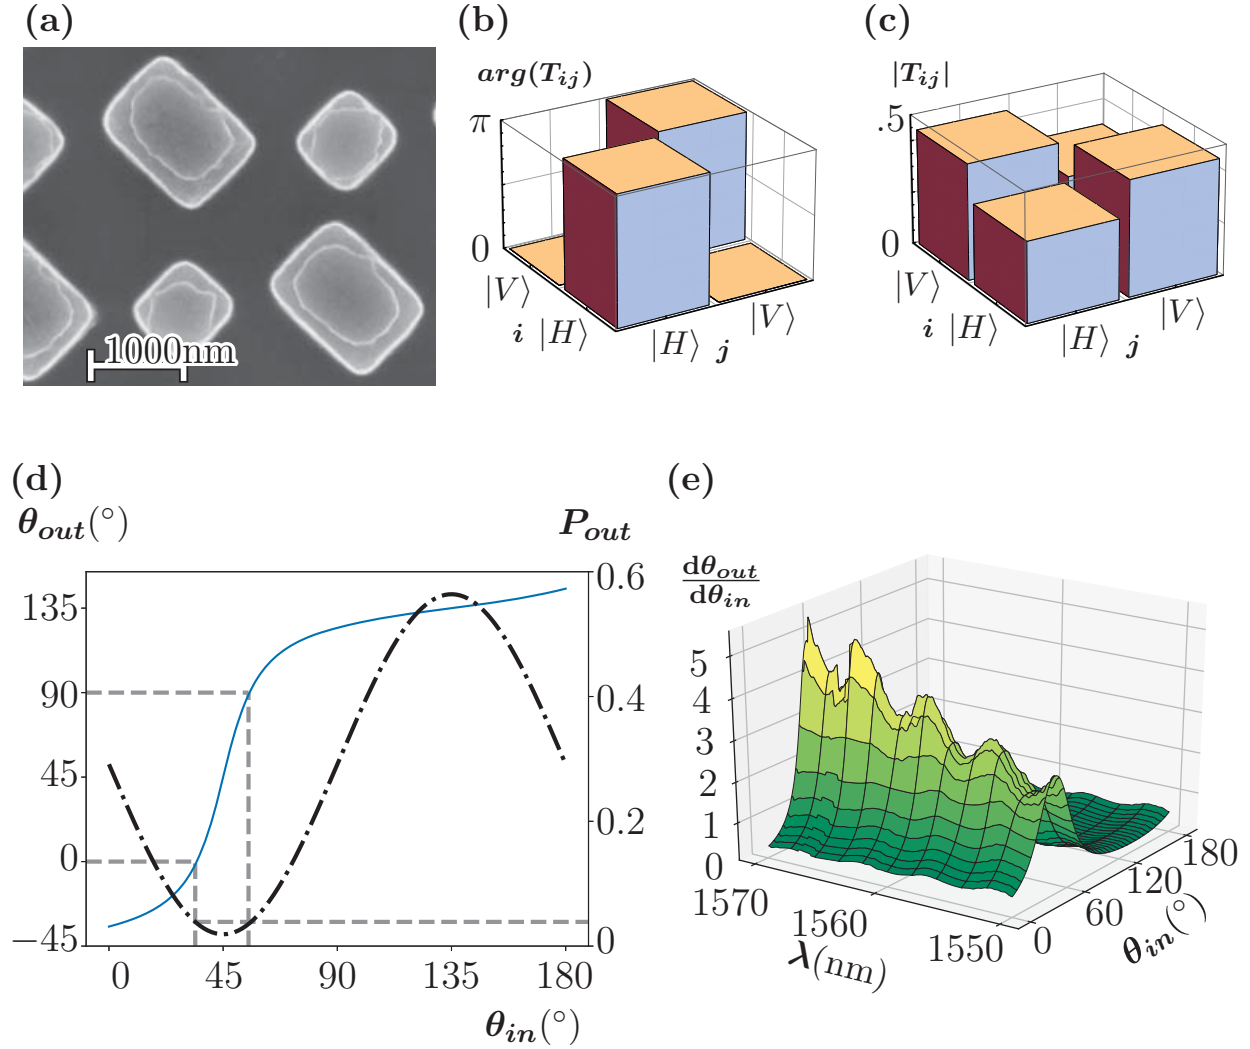 (a)
1000nm
(b)
arg(T_ij)
π
0
|V⟩
i |H⟩
|H⟩ j |V⟩
(c)
|T_ij|
.5
0
|V⟩
i |H⟩
|H⟩ j |V⟩
(d)
θ_out(°)
P_out
135
90
45
0
−45
0.6
0.4
0.2
0
0 45 90 135 180
θ_in(°)
(e)
dθ_out
dθ_in
5
4
3
2
1
0
1570 1560 1550
λ(nm)
0 60 120 180
θ_in(°)